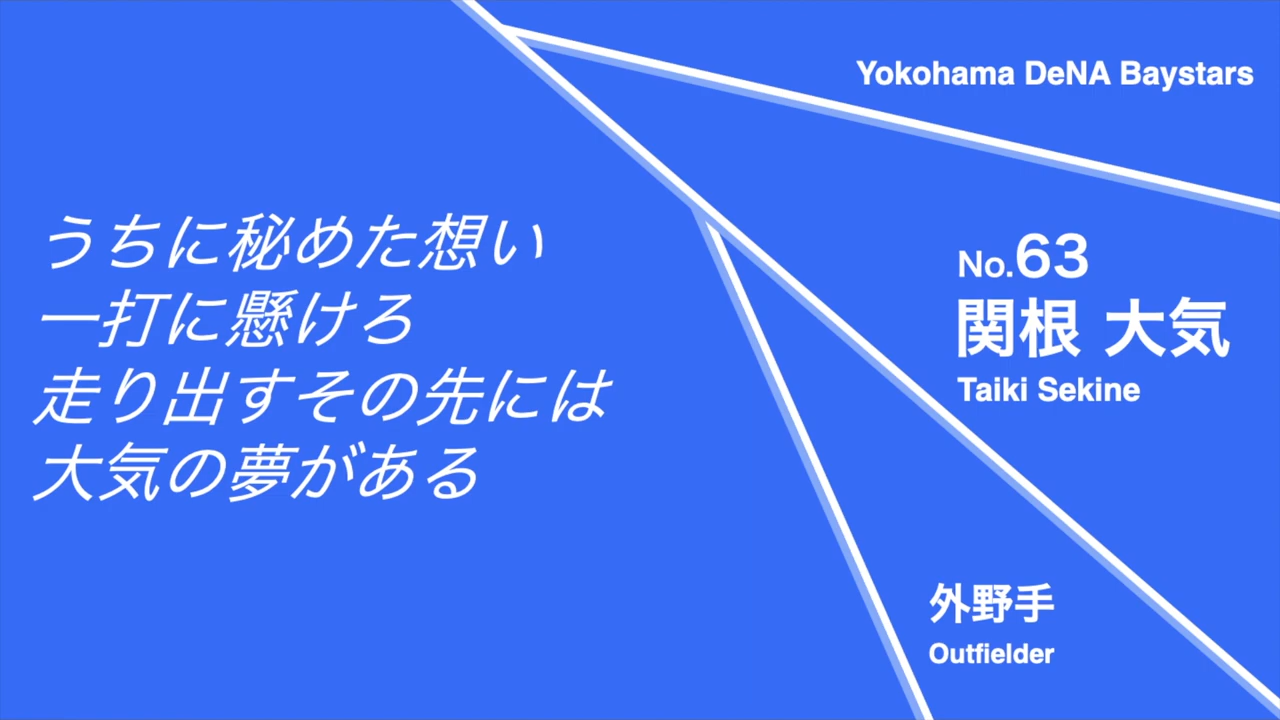 Yokohama DeNA Baystars
うちに秘めた想い
一打に懸けろ
走り出すその先には
大気の夢がある
No.63
関根 大気
Taiki Sekine
外野手
Outfielder